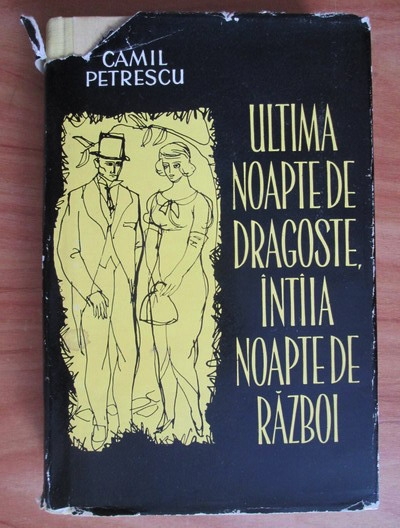 CAMIL
PETRESCU
ULTIMA
NOAPTE DE
DRAGOSTE,
ÎNTÎIA
NOAPTE DE
RĂZBOI